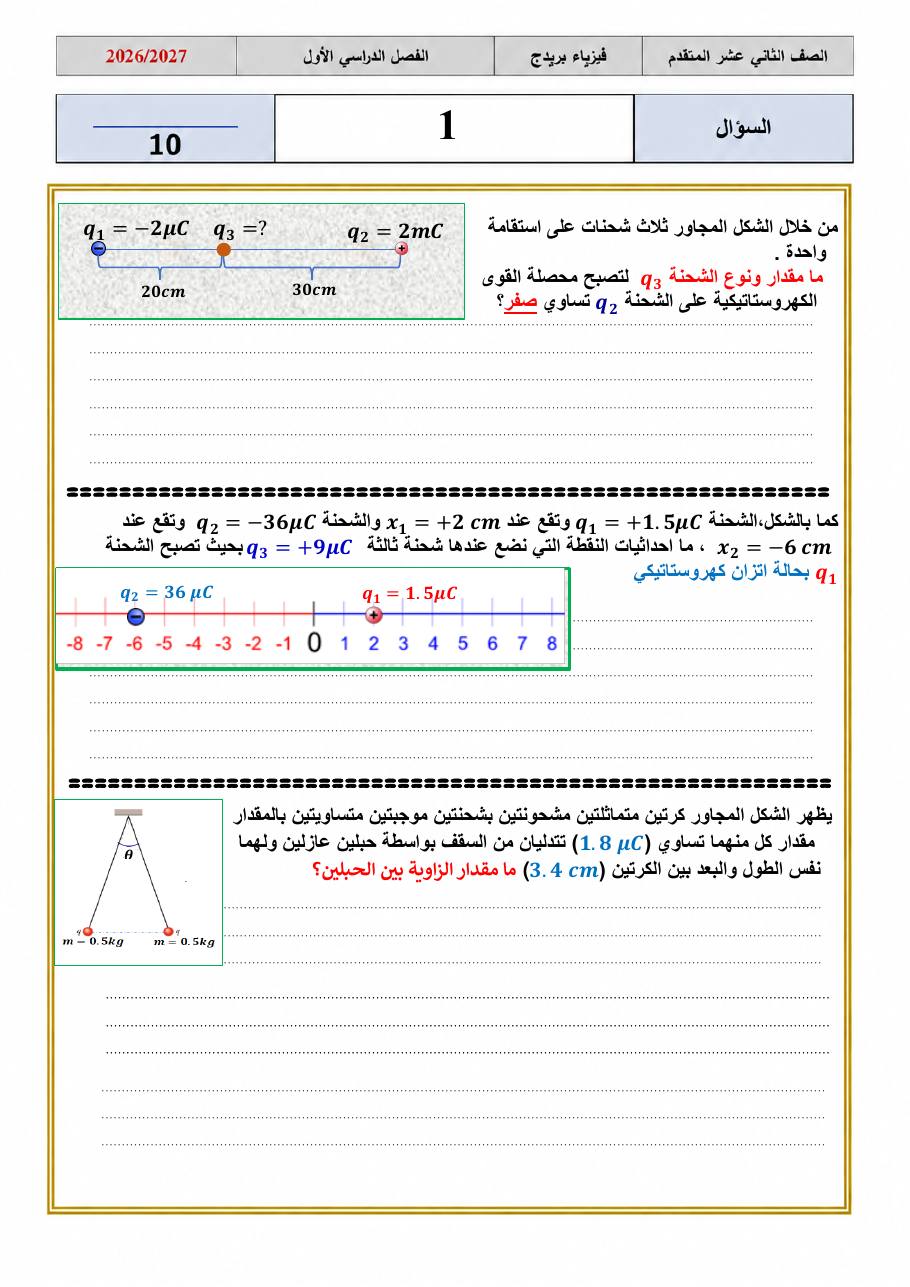 الصف الثاني عشر المتقدم فيزياء بريدج الفصل الدراسي الأول 2026/2027
السؤال 1 10
من خلال الشكل المجاور ثلاث شحنات على استقامة
واحدة .
ما مقدار ونوع الشحنة q₃ لتصبح محصلة القوى
الكهروستاتيكية على الشحنة q₂ تساوي صفر؟
q₁ = −2μC q₃ =? q₂ = 2mC
20cm 30cm
كما بالشكل،الشحنة q₁ = +1.5μC وتقع عند x₁ = +2 cm والشحنة q₂ = −36μC وتقع عند
x₂ = −6 cm ، ما احداثيات النقطة التي نضع عندها شحنة ثالثة q₃ = +9μC بحيث تصبح الشحنة
q₁ بحالة اتزان كهروستاتيكي
q₂ = 36 μC q₁ = 1.5μC
-8 -7 -6 -5 -4 -3 -2 -1 0 1 2 3 4 5 6 7 8
يظهر الشكل المجاور كرتين متماثلتين مشحونتين بشحنتين موجبتين متساويتين بالمقدار
مقدار كل منهما تساوي (1.8 μC) تتدليان من السقف بواسطة حبلين عازلين ولهما
نفس الطول والبعد بين الكرتين (3.4 cm) ما مقدار الزاوية بين الحبلين؟
θ
q q
m = 0.5kg m = 0.5kg